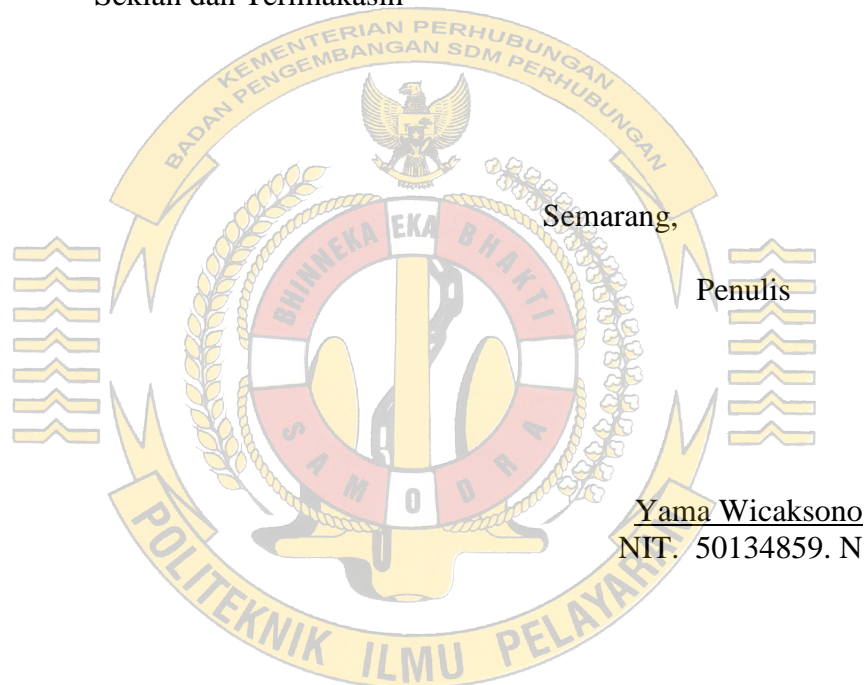 Sekian dan Terimakasih
KEMENTERIAN PERHUBUNGAN
BADAN PENGEMBANGAN SDM PERHUBUNGAN
Semarang,
BHINNEKA EKA BHAKTI
Penulis
SAMODRA
Yama Wicaksono
NIT. 50134859. N
POLITEKNIK ILMU PELAYARAN